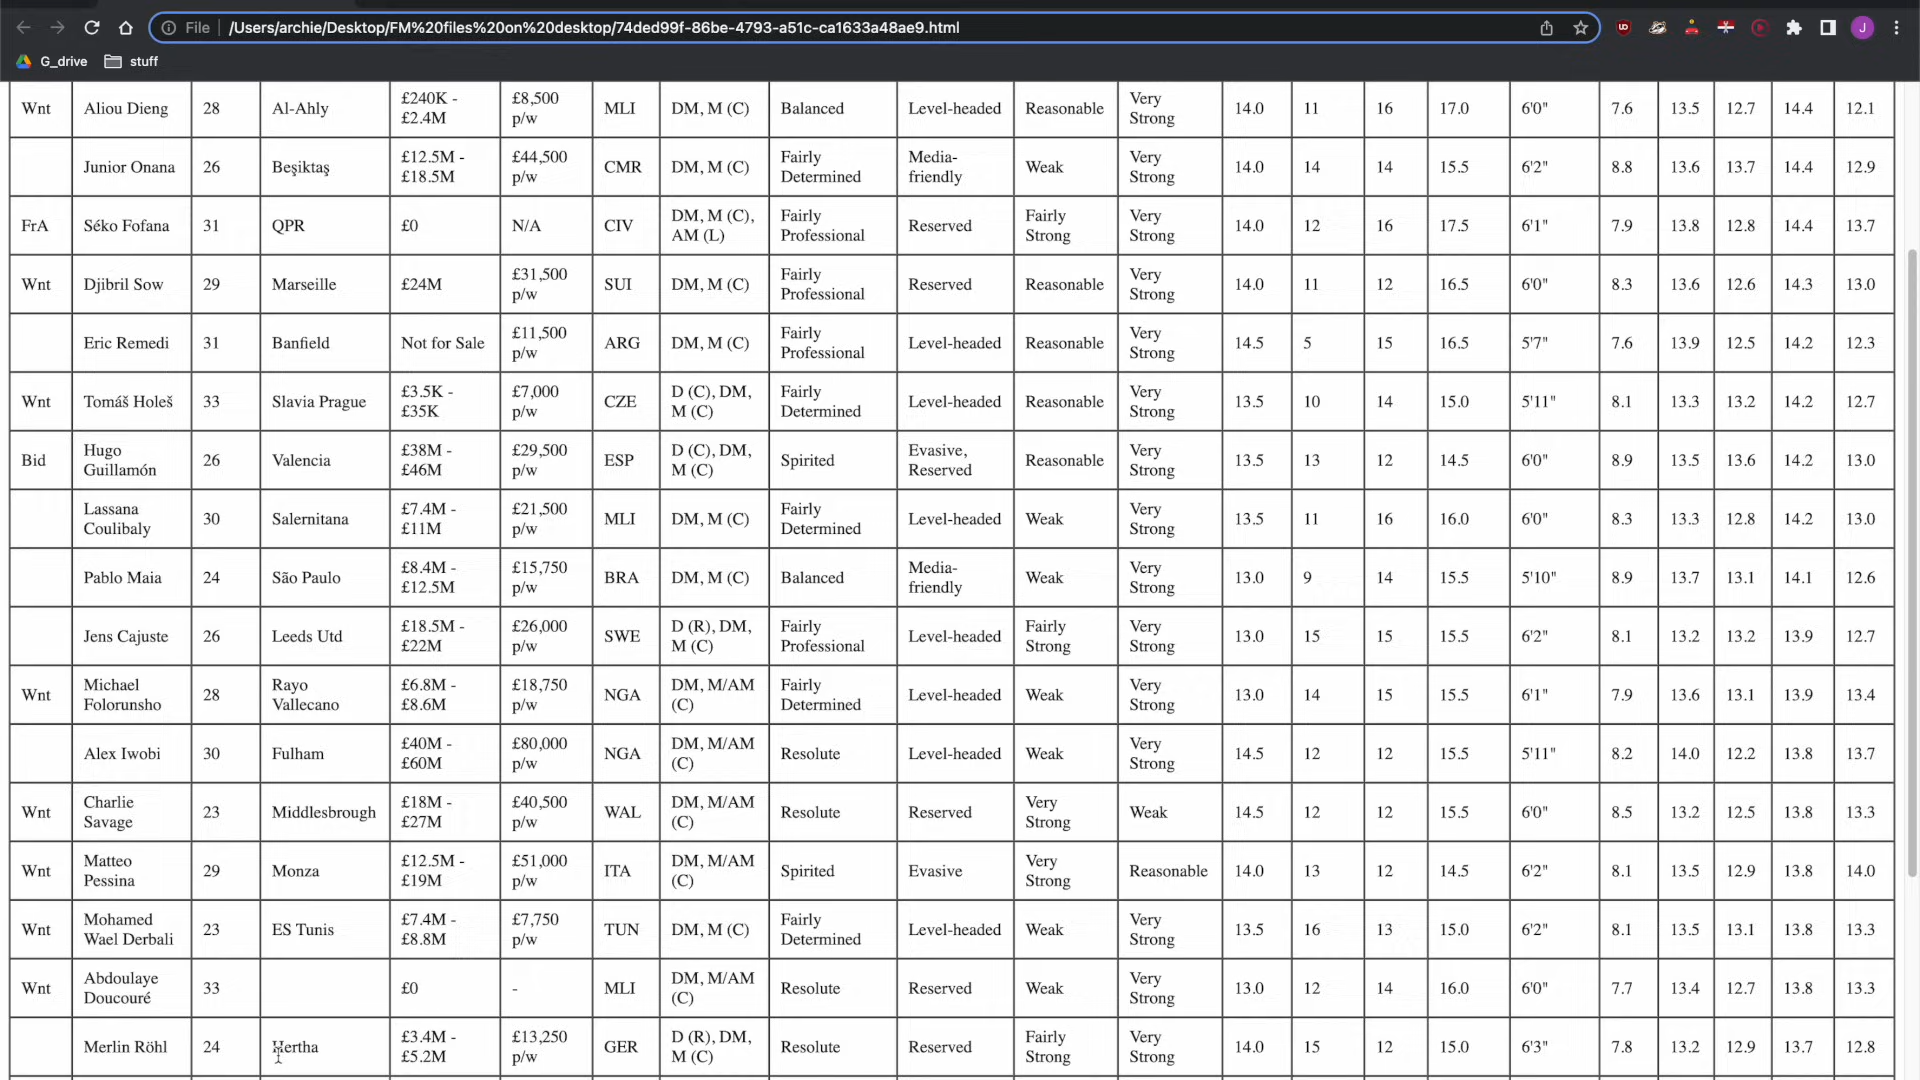 File /Users/archie/Desktop/FM%20files%20on%20desktop/74ded99f-86be-4793-a51c-ca1633a48ae9.html
G_drive stuff
Wnt Aliou Dieng 28 Al-Ahly £240K - £2.4M £8,500 p/w MLI DM, M (C) Balanced Level-headed Reasonable Very Strong 14.0 11 16 17.0 6'0" 7.6 13.5 12.7 14.4 12.1
Junior Onana 26 Beşiktaş £12.5M - £18.5M £44,500 p/w CMR DM, M (C) Fairly Determined Media-friendly Weak Very Strong 14.0 14 14 15.5 6'2" 8.8 13.6 13.7 14.4 12.9
FrA Séko Fofana 31 QPR £0 N/A CIV DM, M (C), AM (L) Fairly Professional Reserved Fairly Strong Very Strong 14.0 12 16 17.5 6'1" 7.9 13.8 12.8 14.4 13.7
Wnt Djibril Sow 29 Marseille £24M £31,500 p/w SUI DM, M (C) Fairly Professional Reserved Reasonable Very Strong 14.0 11 12 16.5 6'0" 8.3 13.6 12.6 14.3 13.0
Eric Remedi 31 Banfield Not for Sale £11,500 p/w ARG DM, M (C) Fairly Professional Level-headed Reasonable Very Strong 14.5 5 15 16.5 5'7" 7.6 13.9 12.5 14.2 12.3
Wnt Tomáš Holeš 33 Slavia Prague £3.5K - £35K £7,000 p/w CZE D (C), DM, M (C) Fairly Determined Level-headed Reasonable Very Strong 13.5 10 14 15.0 5'11" 8.1 13.3 13.2 14.2 12.7
Bid Hugo Guillamón 26 Valencia £38M - £46M £29,500 p/w ESP D (C), DM, M (C) Spirited Evasive, Reserved Reasonable Very Strong 13.5 13 12 14.5 6'0" 8.9 13.5 13.6 14.2 13.0
Lassana Coulibaly 30 Salernitana £7.4M - £11M £21,500 p/w MLI DM, M (C) Fairly Determined Level-headed Weak Very Strong 13.5 11 16 16.0 6'0" 8.3 13.3 12.8 14.2 13.0
Pablo Maia 24 São Paulo £8.4M - £12.5M £15,750 p/w BRA DM, M (C) Balanced Media-friendly Weak Very Strong 13.0 9 14 15.5 5'10" 8.9 13.7 13.1 14.1 12.6
Jens Cajuste 26 Leeds Utd £18.5M - £22M £26,000 p/w SWE D (R), DM, M (C) Fairly Professional Level-headed Fairly Strong Very Strong 13.0 15 15 15.5 6'2" 8.1 13.2 13.2 13.9 12.7
Wnt Michael Folorunsho 28 Rayo Vallecano £6.8M - £8.6M £18,750 p/w NGA DM, M/AM (C) Fairly Determined Level-headed Weak Very Strong 13.0 14 15 15.5 6'1" 7.9 13.6 13.1 13.9 13.4
Alex Iwobi 30 Fulham £40M - £60M £80,000 p/w NGA DM, M/AM (C) Resolute Level-headed Weak Very Strong 14.5 12 12 15.5 5'11" 8.2 14.0 12.2 13.8 13.7
Wnt Charlie Savage 23 Middlesbrough £18M - £27M £40,500 p/w WAL DM, M/AM (C) Resolute Reserved Very Strong Weak 14.5 12 12 15.5 6'0" 8.5 13.2 12.5 13.8 13.3
Wnt Matteo Pessina 29 Monza £12.5M - £19M £51,000 p/w ITA DM, M/AM (C) Spirited Evasive Very Strong Reasonable 14.0 13 12 14.5 6'2" 8.1 13.5 12.9 13.8 14.0
Wnt Mohamed Wael Derbali 23 ES Tunis £7.4M - £8.8M £7,750 p/w TUN DM, M (C) Fairly Determined Level-headed Weak Very Strong 13.5 16 13 15.0 6'2" 8.1 13.5 13.1 13.8 13.3
Wnt Abdoulaye Doucouré 33 £0 - MLI DM, M/AM (C) Resolute Reserved Weak Very Strong 13.0 12 14 16.0 6'0" 7.7 13.4 12.7 13.8 13.3
Merlin Röhl 24 Hertha £3.4M - £5.2M £13,250 p/w GER D (R), DM, M (C) Resolute Reserved Fairly Strong Very Strong 14.0 15 12 15.0 6'3" 7.8 13.2 12.9 13.7 12.8